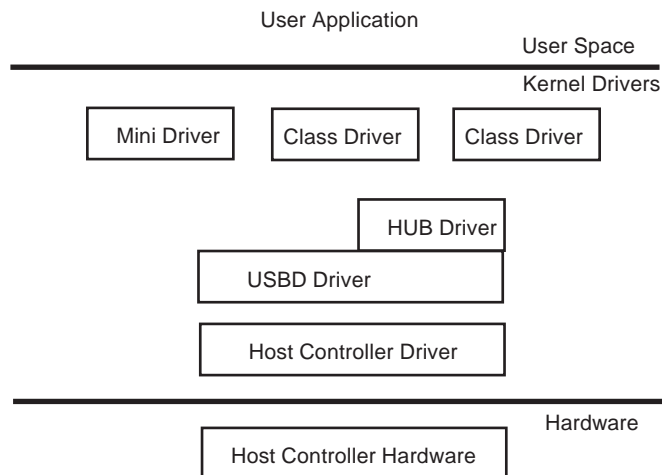 User Application
User Space
Kernel Drivers
Mini Driver
Class Driver
Class Driver
HUB Driver
USBD Driver
Host Controller Driver
Hardware
Host Controller Hardware